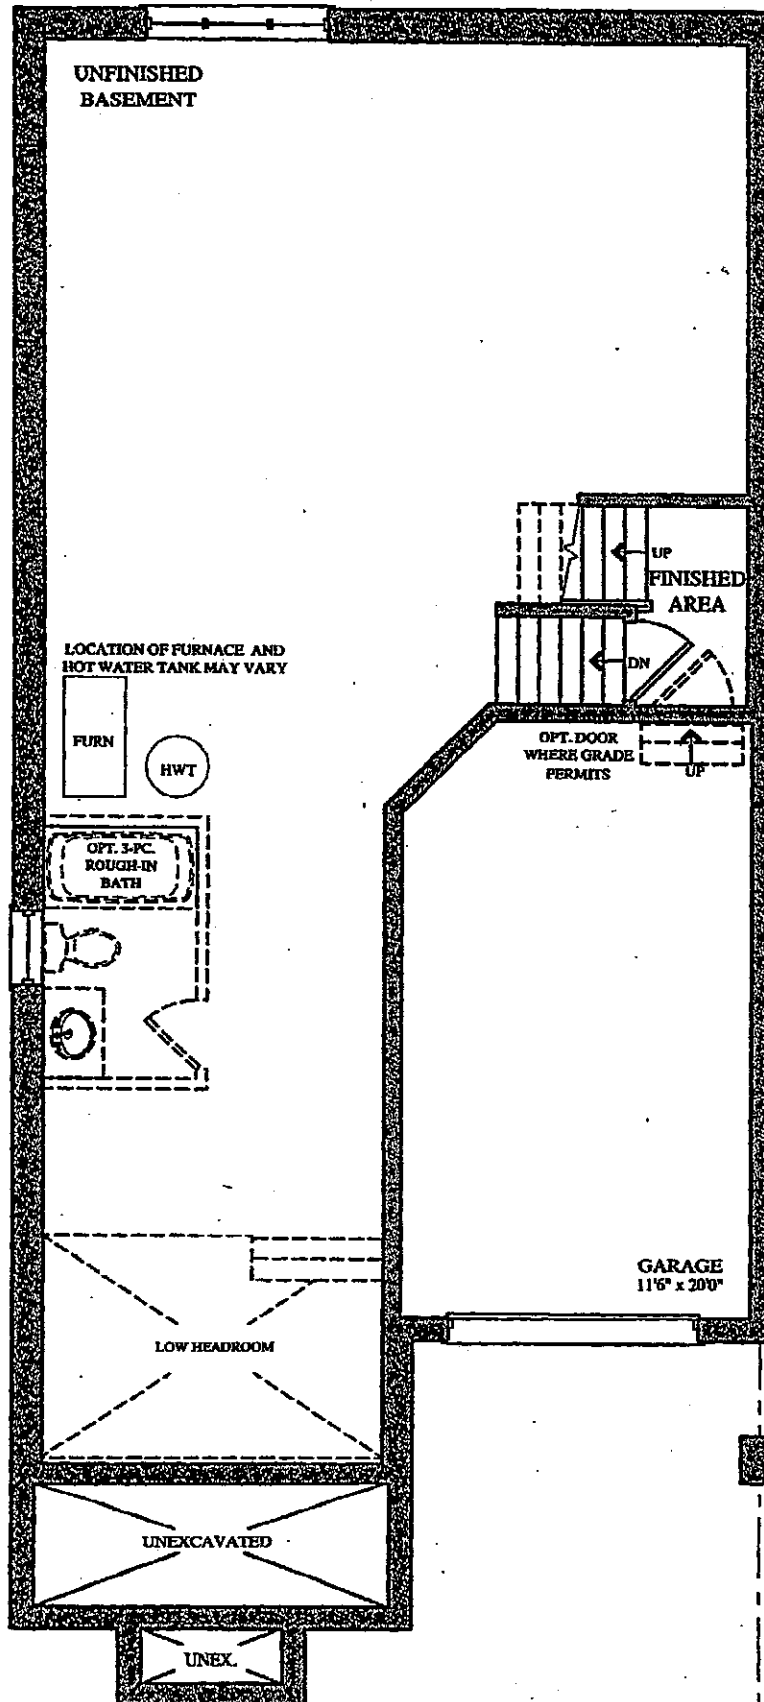 UNFINISHED
BASEMENT
UP
FINISHED
AREA
DN
LOCATION OF FURNACE AND
HOT WATER TANK MAY VARY
FURN
HWT
OPT. DOOR
WHERE GRADE
PERMITS
UP
OPT. 3-PC.
ROUGH-IN
BATH
GARAGE
11'6" x 20'0"
LOW HEADROOM
UNEXCAVATED
UNEX.